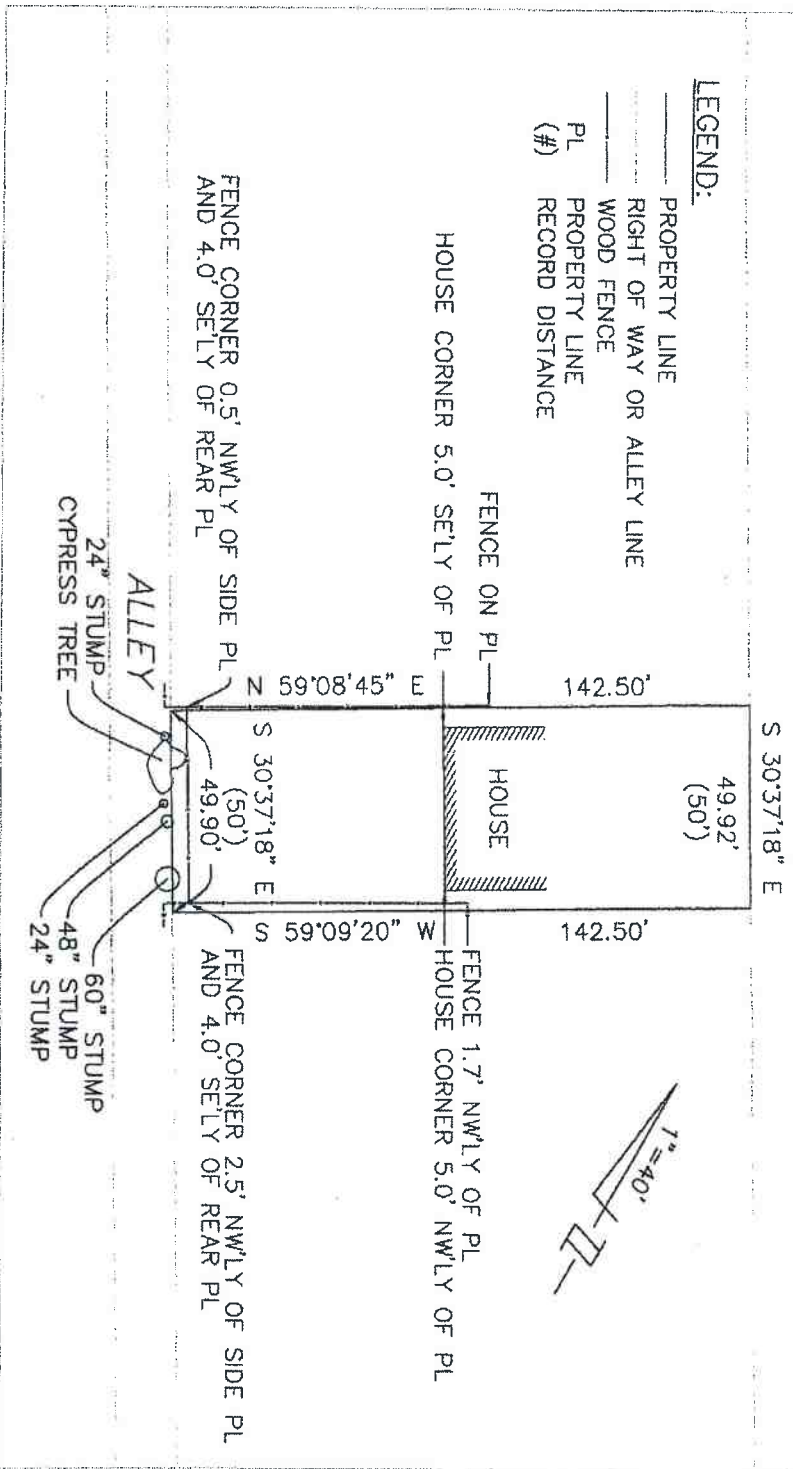 LEGEND:
PROPERTY LINE
RIGHT OF WAY OR ALLEY LINE
WOOD FENCE
PL PROPERTY LINE
(#) RECORD DISTANCE
S 30°37'18" E
49.92'
(50')
142.50'
142.50'
N 59°08'45" E
S 59°09'20" W
HOUSE
FENCE ON PL
HOUSE CORNER 5.0' SE'LY OF PL
FENCE 1.7' NW'LY OF PL
HOUSE CORNER 5.0' NW'LY OF PL
1"=40'
N
S 30°37'18" E
(50')
49.90'
FENCE CORNER 0.5' NW'LY OF SIDE PL
AND 4.0' SE'LY OF REAR PL
FENCE CORNER 2.5' NW'LY OF SIDE PL
AND 4.0' SE'LY OF REAR PL
ALLEY
24" STUMP
CYPRESS TREE
60" STUMP
48" STUMP
24" STUMP